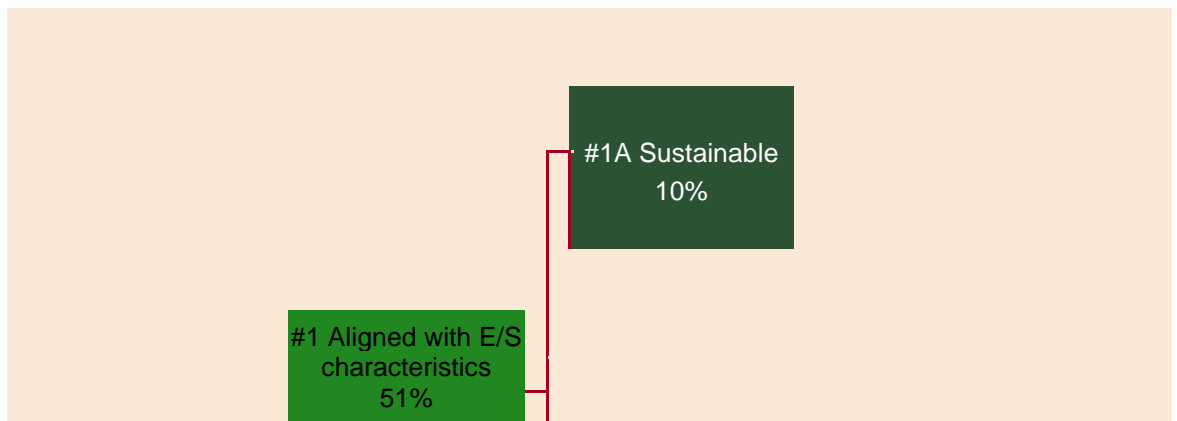 #1A Sustainable
10%
#1 Aligned with E/S
characteristics
51%